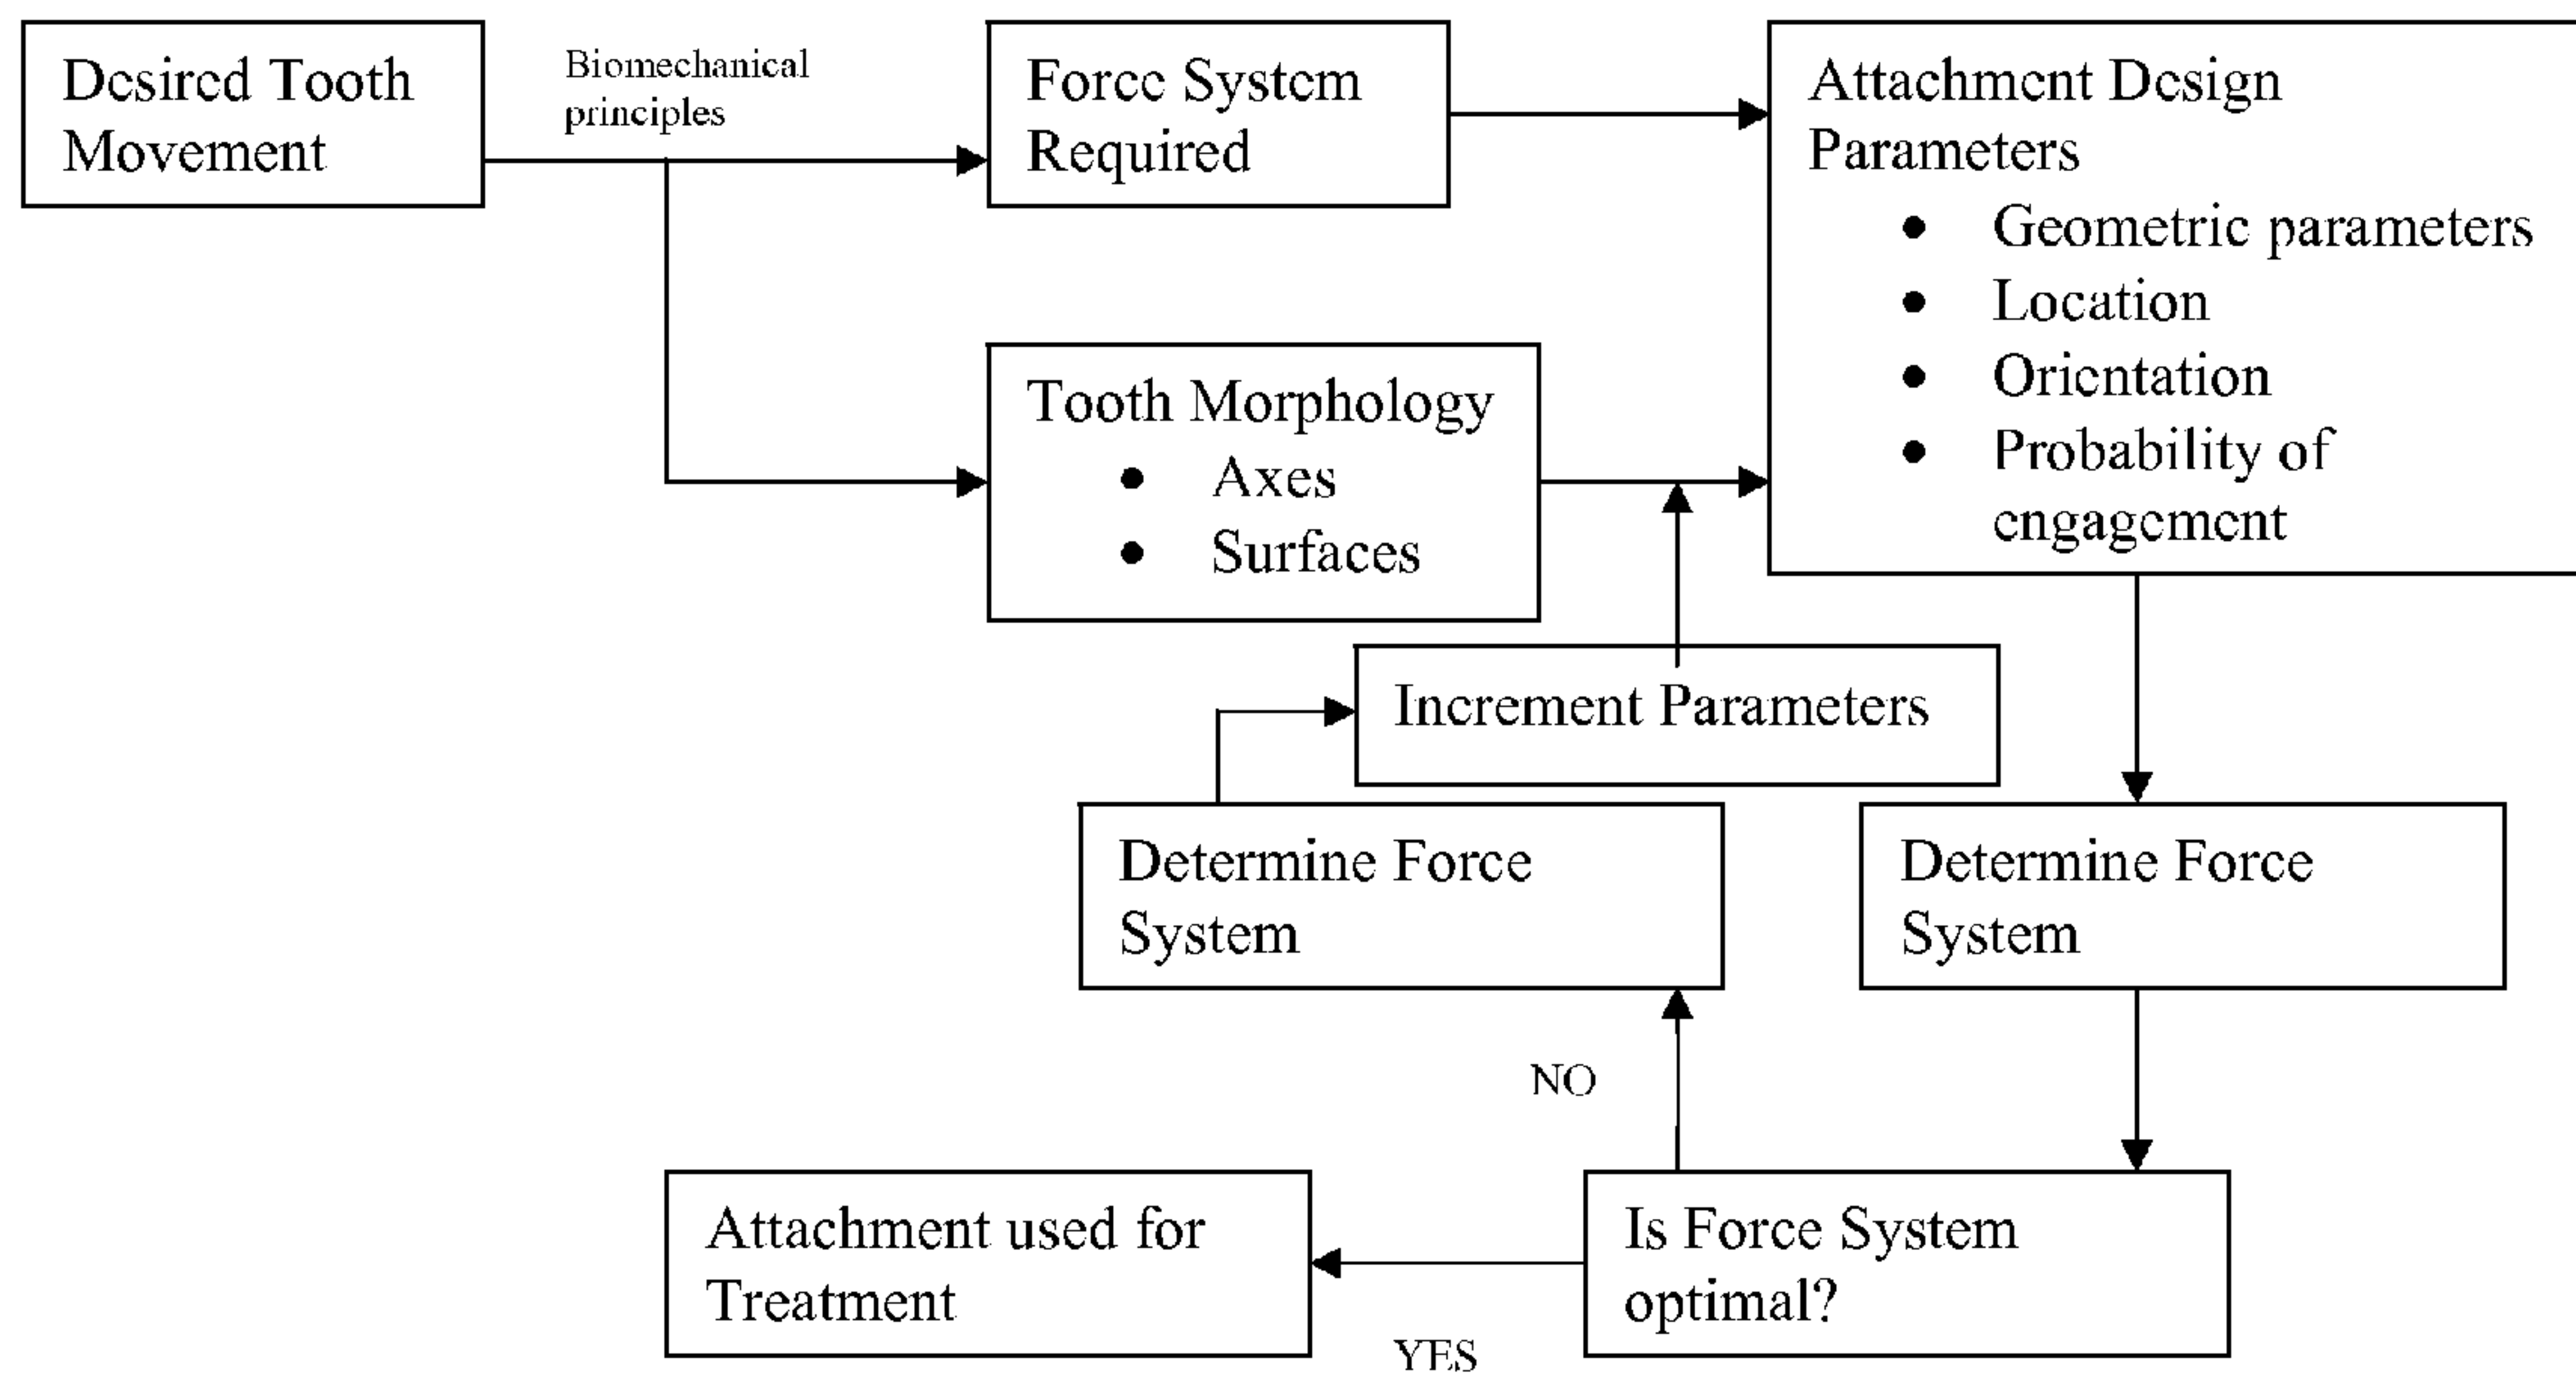 Desired Tooth
Movement
Biomechanical
principles
Force System
Required
Attachment Design
Parameters
• Geometric parameters
• Location
• Orientation
• Probability of
engagement
Tooth Morphology
• Axes
• Surfaces
Increment Parameters
Determine Force
System
Determine Force
System
NO
Attachment used for
Treatment
Is Force System
optimal?
YES